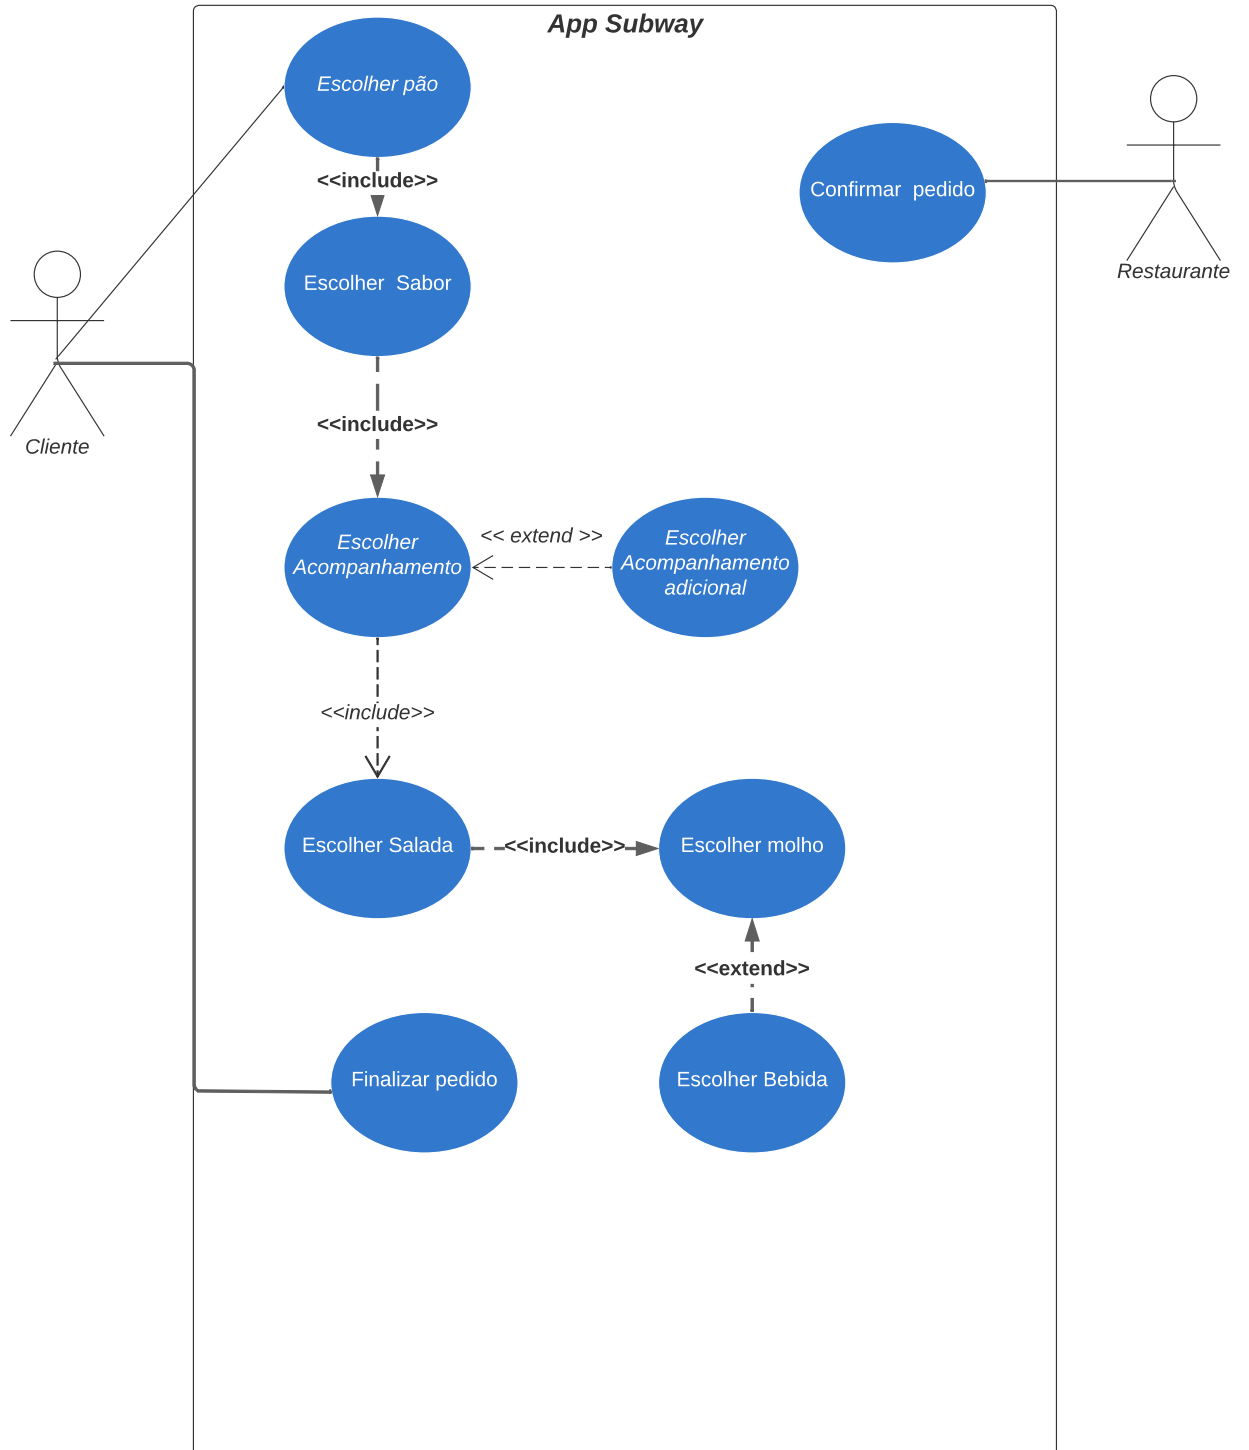 App Subway
Escolher pão
<<include>>
Confirmar pedido
Escolher Sabor
Restaurante
<<include>>
Cliente
Escolher
Acompanhamento
<< extend >>
Escolher
Acompanhamento
adicional
<<include>>
Escolher Salada
<<include>>
Escolher molho
<<extend>>
Finalizar pedido
Escolher Bebida